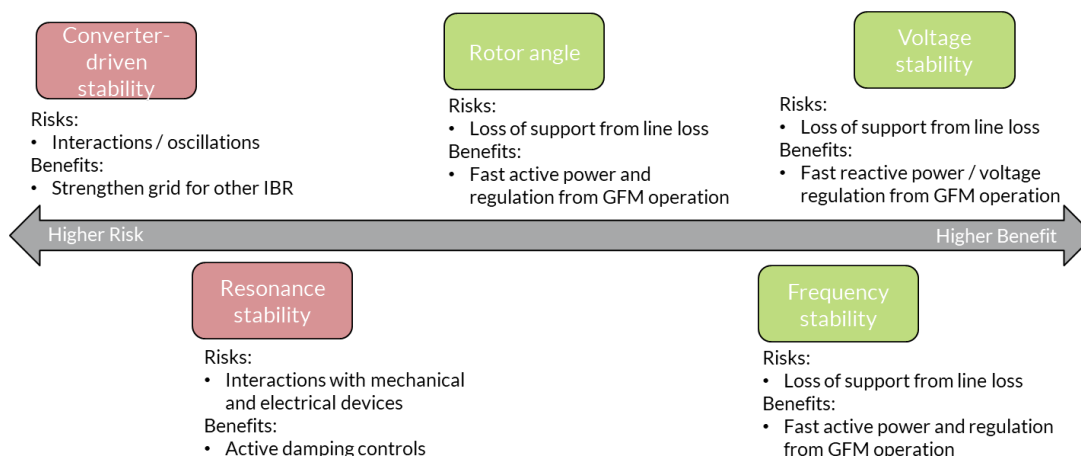 Converter-
driven
stability
Risks:
• Interactions / oscillations
Benefits:
• Strengthen grid for other IBR
Rotor angle
Risks:
• Loss of support from line loss
Benefits:
• Fast active power and
regulation from GFM operation
Voltage
stability
Risks:
• Loss of support from line loss
Benefits:
• Fast reactive power / voltage
regulation from GFM operation
Higher Risk
Higher Benefit
Resonance
stability
Risks:
• Interactions with mechanical
and electrical devices
Benefits:
• Active damping controls
Frequency
stability
Risks:
• Loss of support from line loss
Benefits:
• Fast active power and regulation
from GFM operation